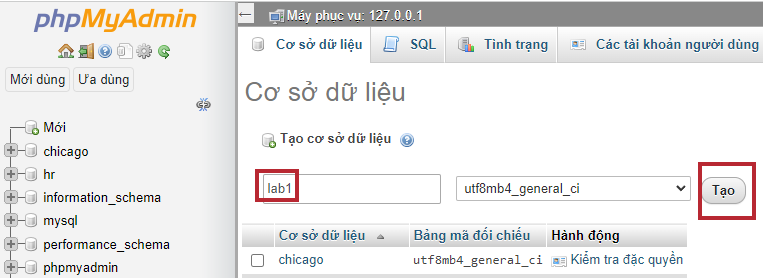 phpMyAdmin
Mới dùng Ưa dùng
Mới
chicago
hr
information_schema
mysql
performance_schema
phpmyadmin
Máy phục vụ: 127.0.0.1
Cơ sở dữ liệu SQL Tình trạng Các tài khoản người dùng
Cơ sở dữ liệu
Tạo cơ sở dữ liệu
lab1 utf8mb4_general_ci Tạo
Cơ sở dữ liệu Bảng mã đối chiếu Hành động
chicago utf8mb4_general_ci Kiểm tra đặc quyền